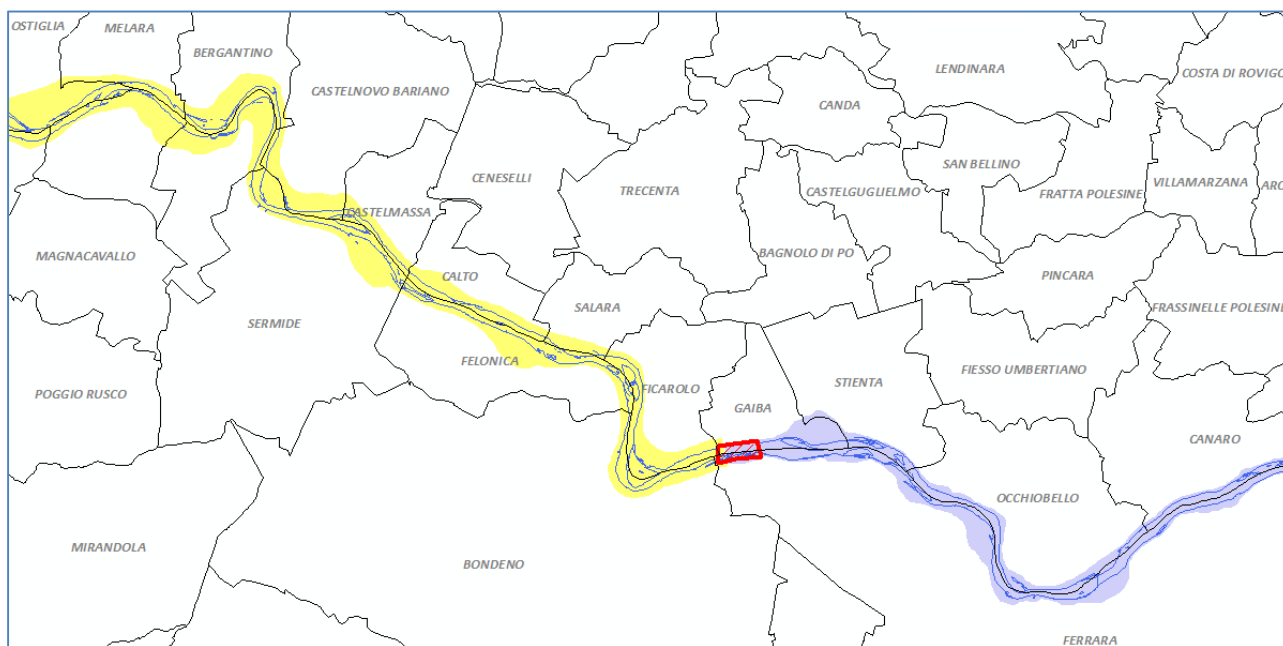 OSTIGLIA
MELARA
BERGANTINO
LENDINARA
COSTA DI ROVIGO
CASTELNOVO BARIANO
CANDA
SAN BELLINO
CENESELLI
TRECENTA
CASTELGUGLIELMO
FRATTA POLESINE
VILLAMARZANA
ARQ
CASTELMASSA
MAGNACAVALLO
BAGNOLO DI PO
CALTO
PINCARA
SALARA
FRASSINELLE POLESINE
SERMIDE
FELONICA
FIESSO UMBERTIANO
POGGIO RUSCO
FICAROLO
STIENTA
GAIBA
CANARO
OCCHIOBELLO
MIRANDOLA
BONDENO
FERRARA